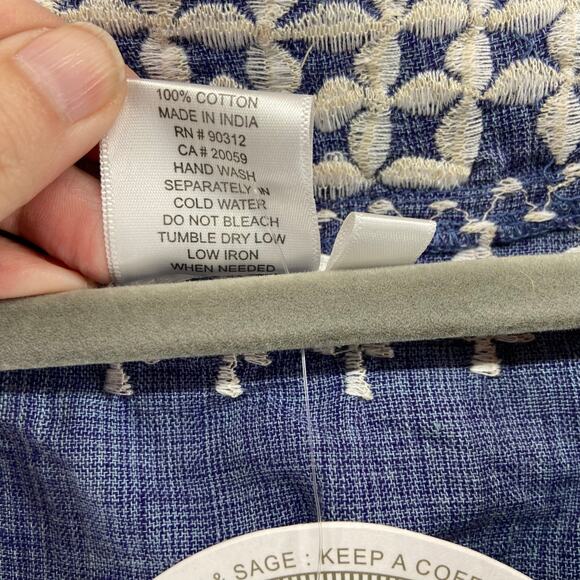 100% COTTON
MADE IN INDIA
RN # 90312
CA # 20059
HAND WASH
SEPARATELY IN
COLD WATER
DO NOT BLEACH
TUMBLE DRY LOW
LOW IRON
WHEN NEEDED
& SAGE : KEEP A